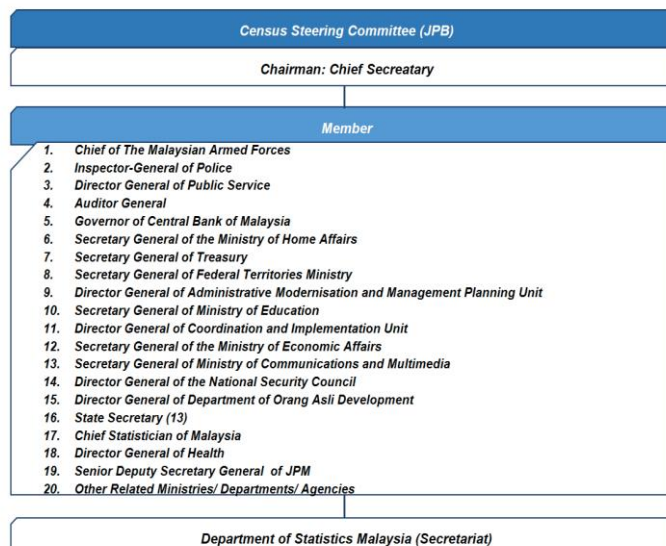 Census Steering Committee (JPB)
Chairman: Chief Secreatary
Member
1. Chief of The Malaysian Armed Forces
2. Inspector-General of Police
3. Director General of Public Service
4. Auditor General
5. Governor of Central Bank of Malaysia
6. Secretary General of the Ministry of Home Affairs
7. Secretary General of Treasury
8. Secretary General of Federal Territories Ministry
9. Director General of Administrative Modernisation and Management Planning Unit
10. Secretary General of Ministry of Education
11. Director General of Coordination and Implementation Unit
12. Secretary General of the Ministry of Economic Affairs
13. Secretary General of Ministry of Communications and Multimedia
14. Director General of the National Security Council
15. Director General of Department of Orang Asli Development
16. State Secretary (13)
17. Chief Statistician of Malaysia
18. Director General of Health
19. Senior Deputy Secretary General of JPM
20. Other Related Ministries/ Departments/ Agencies
Department of Statistics Malaysia (Secretariat)